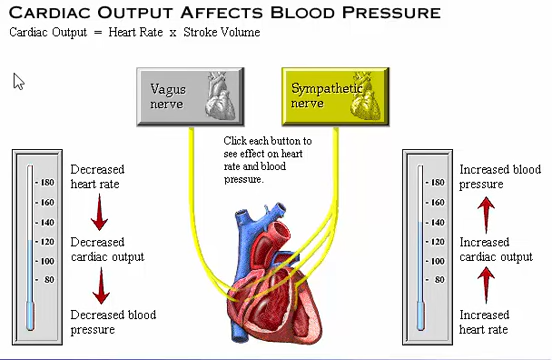 CARDIAC OUTPUT AFFECTS BLOOD PRESSURE
Cardiac Output = Heart Rate x Stroke Volume
Vagus
nerve
Sympathetic
nerve
Click each button to
see effect on heart
rate and blood
pressure.
180
160
140
120
100
80
Decreased
heart rate
Decreased
cardiac output
Decreased blood
pressure
180
160
140
120
100
80
Increased blood
pressure
Increased
cardiac output
Increased
heart rate